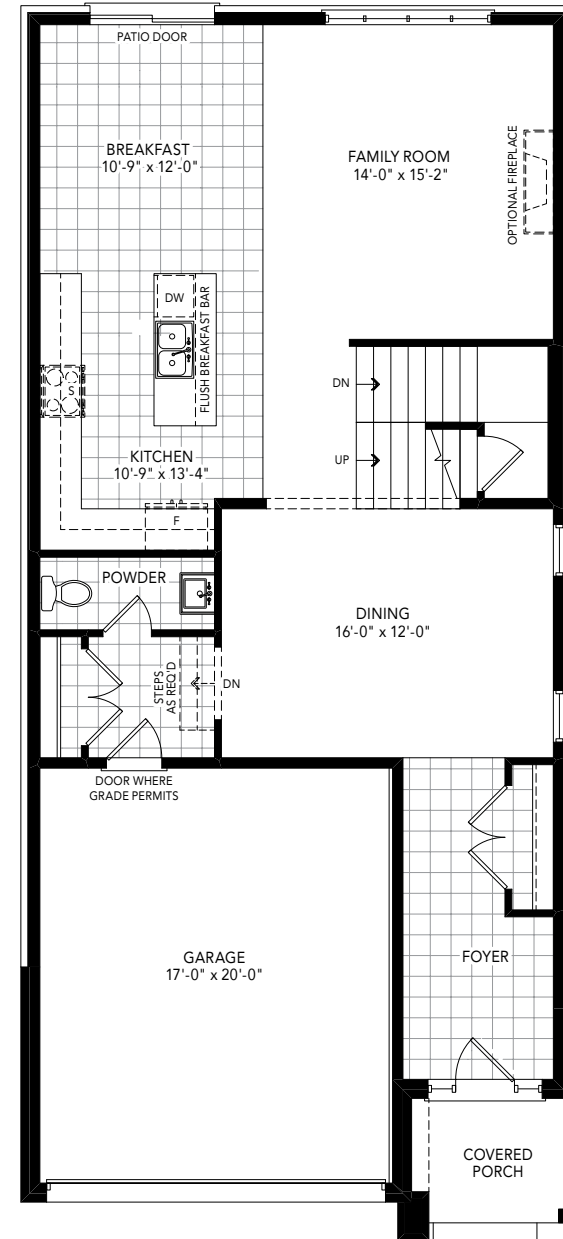 PATIO DOOR
BREAKFAST
10'-9" x 12'-0"
FAMILY ROOM
14'-0" x 15'-2"
OPTIONAL FIREPLACE
DW
FLUSH BREAKFAST BAR
S
DN
UP
KITCHEN
10'-9" x 13'-4"
F
POWDER
DINING
16'-0" x 12'-0"
STEPS
AS REQ'D
DN
DOOR WHERE
GRADE PERMITS
GARAGE
17'-0" x 20'-0"
FOYER
COVERED
PORCH